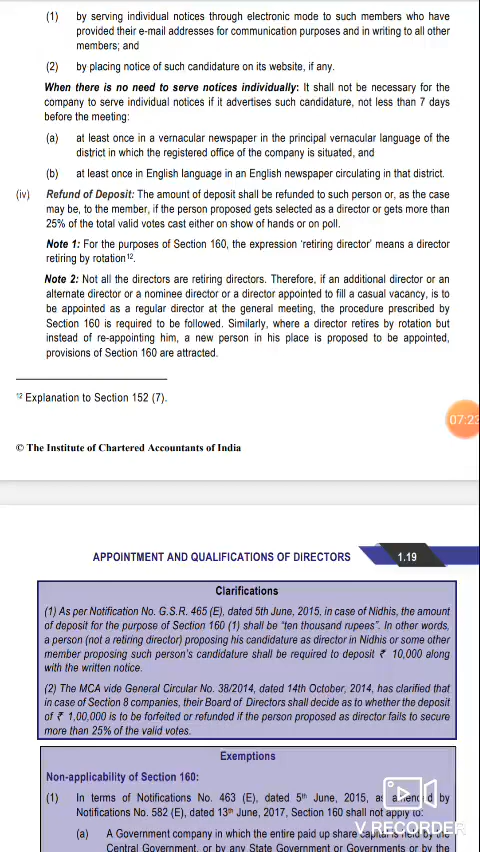 (1) by serving individual notices through electronic mode to such members who have
provided their e-mail addresses for communication purposes and in writing to all other
members; and
(2) by placing notice of such candidature on its website, if any.
When there is no need to serve notices individually: It shall not be necessary for the
company to serve individual notices if it advertises such candidature, not less than 7 days
before the meeting:
(a) at least once in a vernacular newspaper in the principal vernacular language of the
district in which the registered office of the company is situated, and
(b) at least once in English language in an English newspaper circulating in that district.
(iv) Refund of Deposit: The amount of deposit shall be refunded to such person or, as the case
may be, to the member, if the person proposed gets selected as a director or gets more than
25% of the total valid votes cast either on show of hands or on poll.
Note 1: For the purposes of Section 160, the expression 'retiring director' means a director
retiring by rotation¹².
Note 2: Not all the directors are retiring directors. Therefore, if an additional director or an
alternate director or a nominee director or a director appointed to fill a casual vacancy, is to
be appointed as a regular director at the general meeting, the procedure prescribed by
Section 160 is required to be followed. Similarly, where a director retires by rotation but
instead of re-appointing him, a new person in his place is proposed to be appointed,
provisions of Section 160 are attracted.
¹² Explanation to Section 152 (7).
07:23
© The Institute of Chartered Accountants of India
APPOINTMENT AND QUALIFICATIONS OF DIRECTORS 1.19
Clarifications
(1) As per Notification No. G.S.R. 465 (E), dated 5th June, 2015, in case of Nidhis, the amount
of deposit for the purpose of Section 160 (1) shall be "ten thousand rupees". In other words,
a person (not a retiring director) proposing his candidature as director in Nidhis or some other
member proposing such person's candidature shall be required to deposit ₹ 10,000 along
with the written notice.
(2) The MCA vide General Circular No. 38/2014, dated 14th October, 2014, has clarified that
in case of Section 8 companies, their Board of Directors shall decide as to whether the deposit
of ₹ 1,00,000 is to be forfeited or refunded if the person proposed as director fails to secure
more than 25% of the valid votes.
Exemptions
Non-applicability of Section 160:
(1) In terms of Notifications No. 463 (E), dated 5th June, 2015, as amended by
Notifications No. 582 (E), dated 13th June, 2017, Section 160 shall not apply to:
(a) A Government company in which the entire paid up share capital is held by the
Central Government, or by any State Government or Governments or by the
V RECORDER